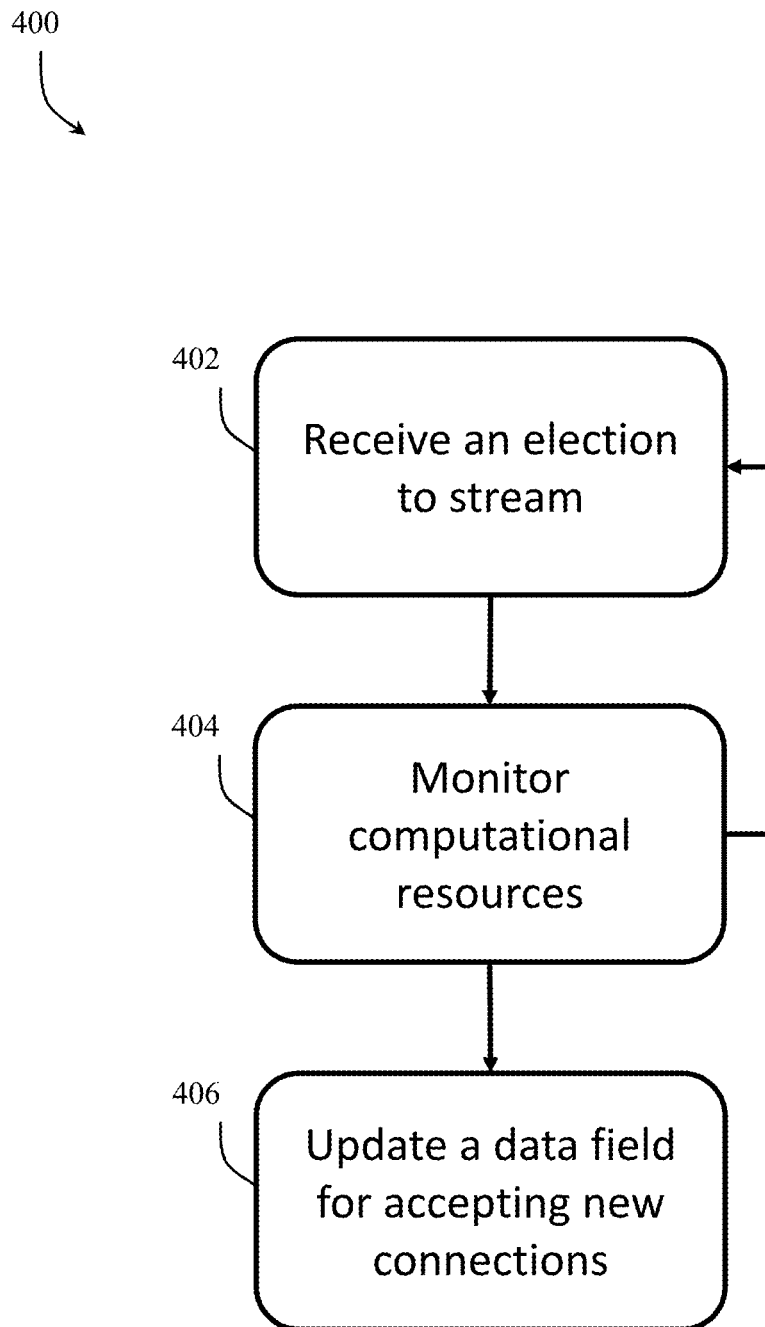 400
402
Receive an election
to stream
404
Monitor
computational
resources
406
Update a data field
for accepting new
connections